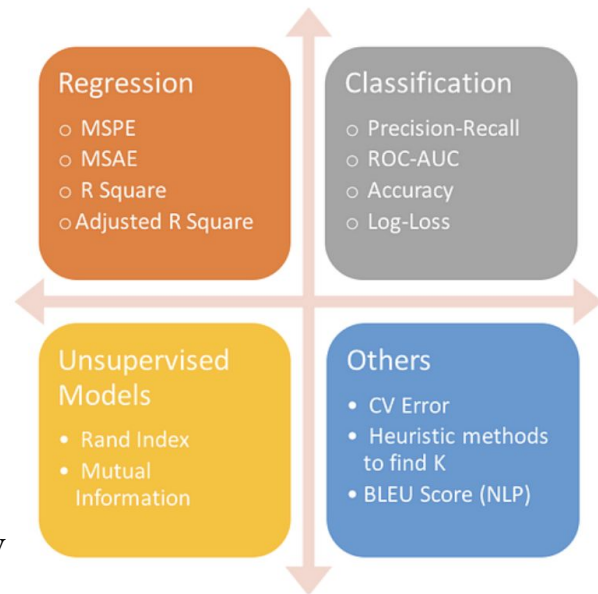 Regression
○ MSPE
○ MSAE
○ R Square
○ Adjusted R Square
Classification
○ Precision-Recall
○ ROC-AUC
○ Accuracy
○ Log-Loss
Unsupervised
Models
• Rand Index
• Mutual
Information
Others
• CV Error
• Heuristic methods
to find K
• BLEU Score (NLP)